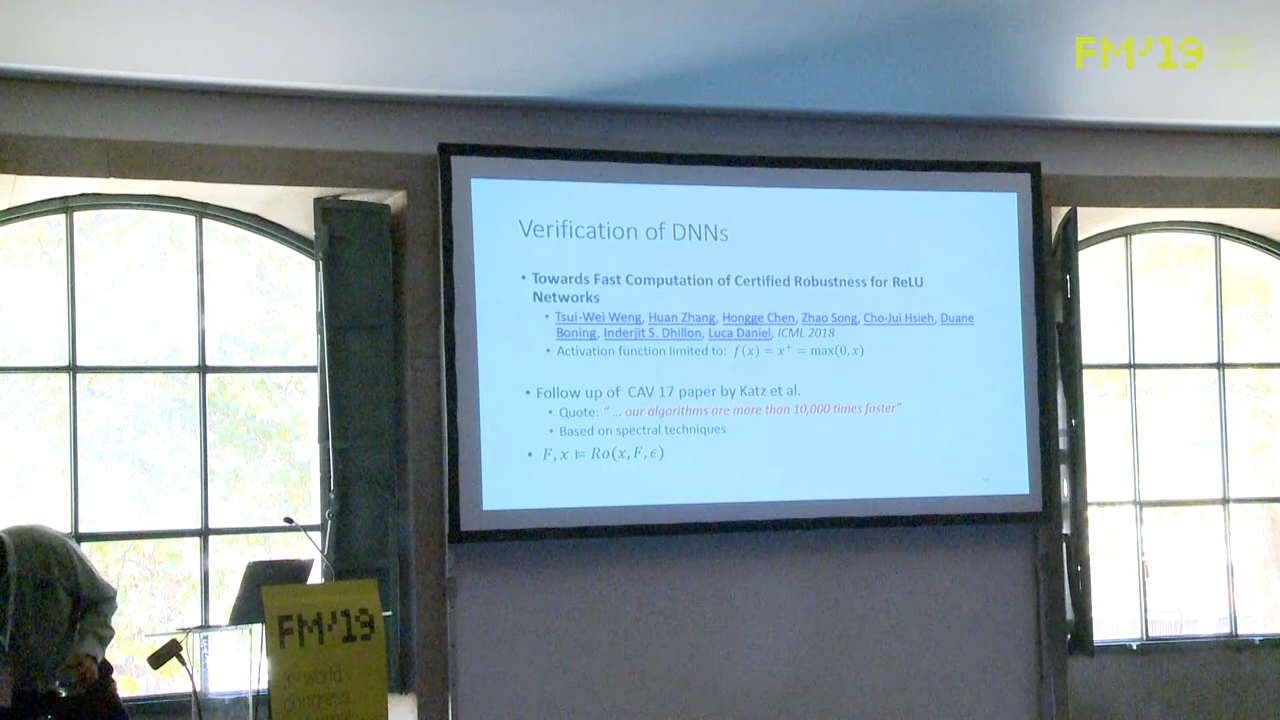 FM'19
Verification of DNNs
• Towards Fast Computation of Certified Robustness for ReLU
Networks
• Tsui-Wei Weng, Huan Zhang, Hongge Chen, Zhao Song, Cho-Jui Hsieh, Duane
Boning, Inderjit S. Dhillon, Luca Daniel, ICML 2018
• Activation function limited to: f(x) = x⁺ = max(0, x)
• Follow up of CAV 17 paper by Katz et al.
• Quote: “ ... our algorithms are more than 10,000 times faster”
• Based on spectral techniques
• F, x ⊨ Ro(x, F, ϵ)
FM'19
world
congress